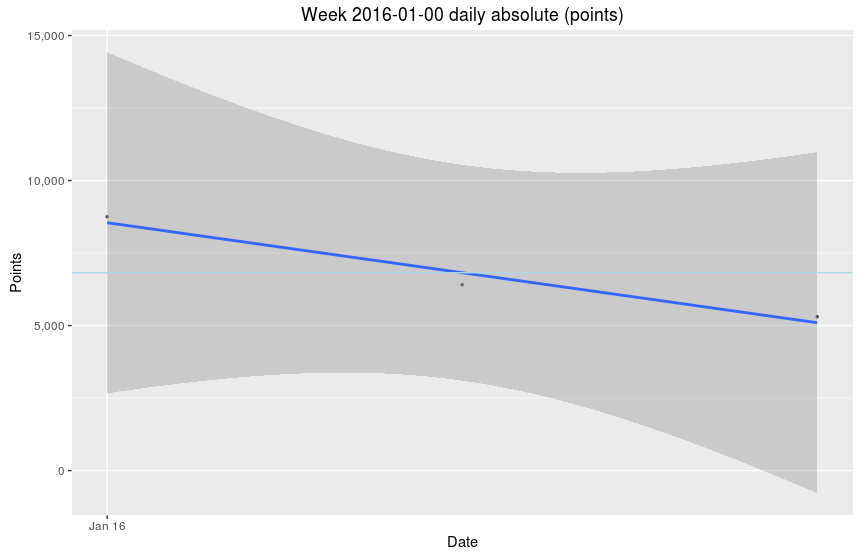 Week 2016-01-00 daily absolute (points)
15,000
10,000
5,000
0
Points
Jan 16
Date